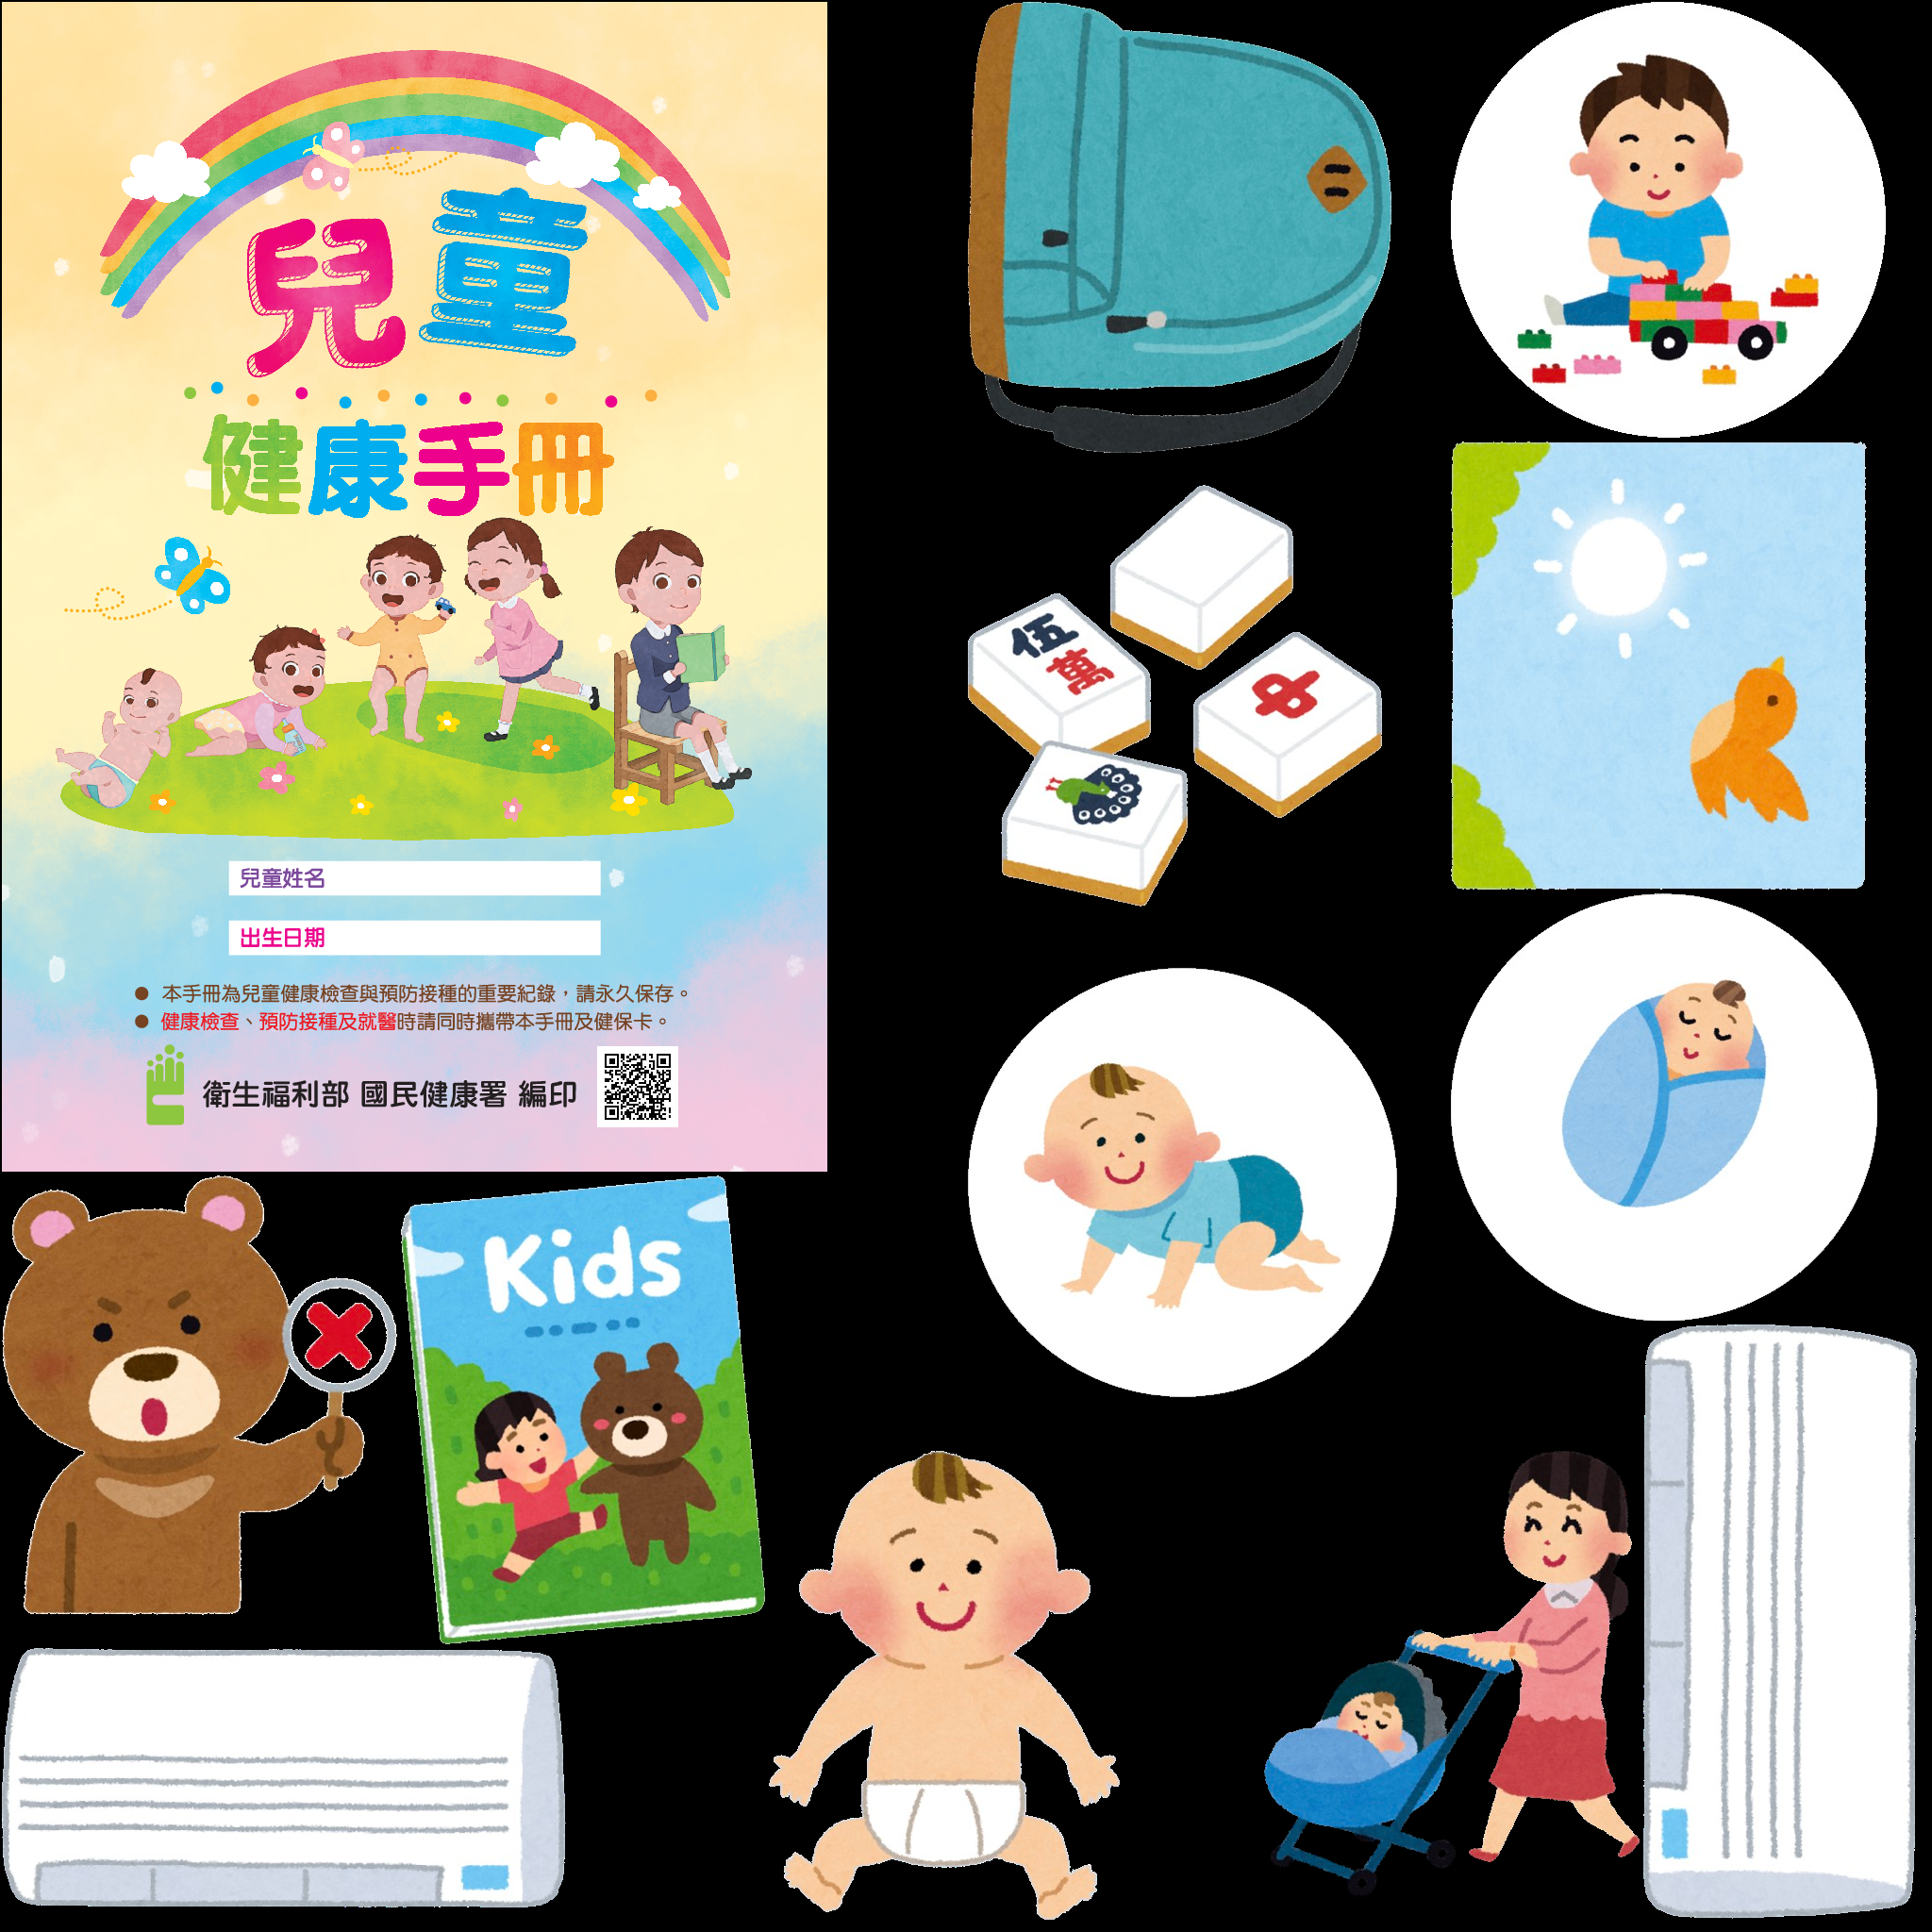 兒童
健康手冊
兒童姓名
出生日期
● 本手冊為兒童健康檢查與預防接種的重要紀錄，請永久保存。
● 健康檢查、預防接種及就醫時請同時攜帶本手冊及健保卡。
衛生福利部 國民健康署 編印
伍
萬
中
Kids